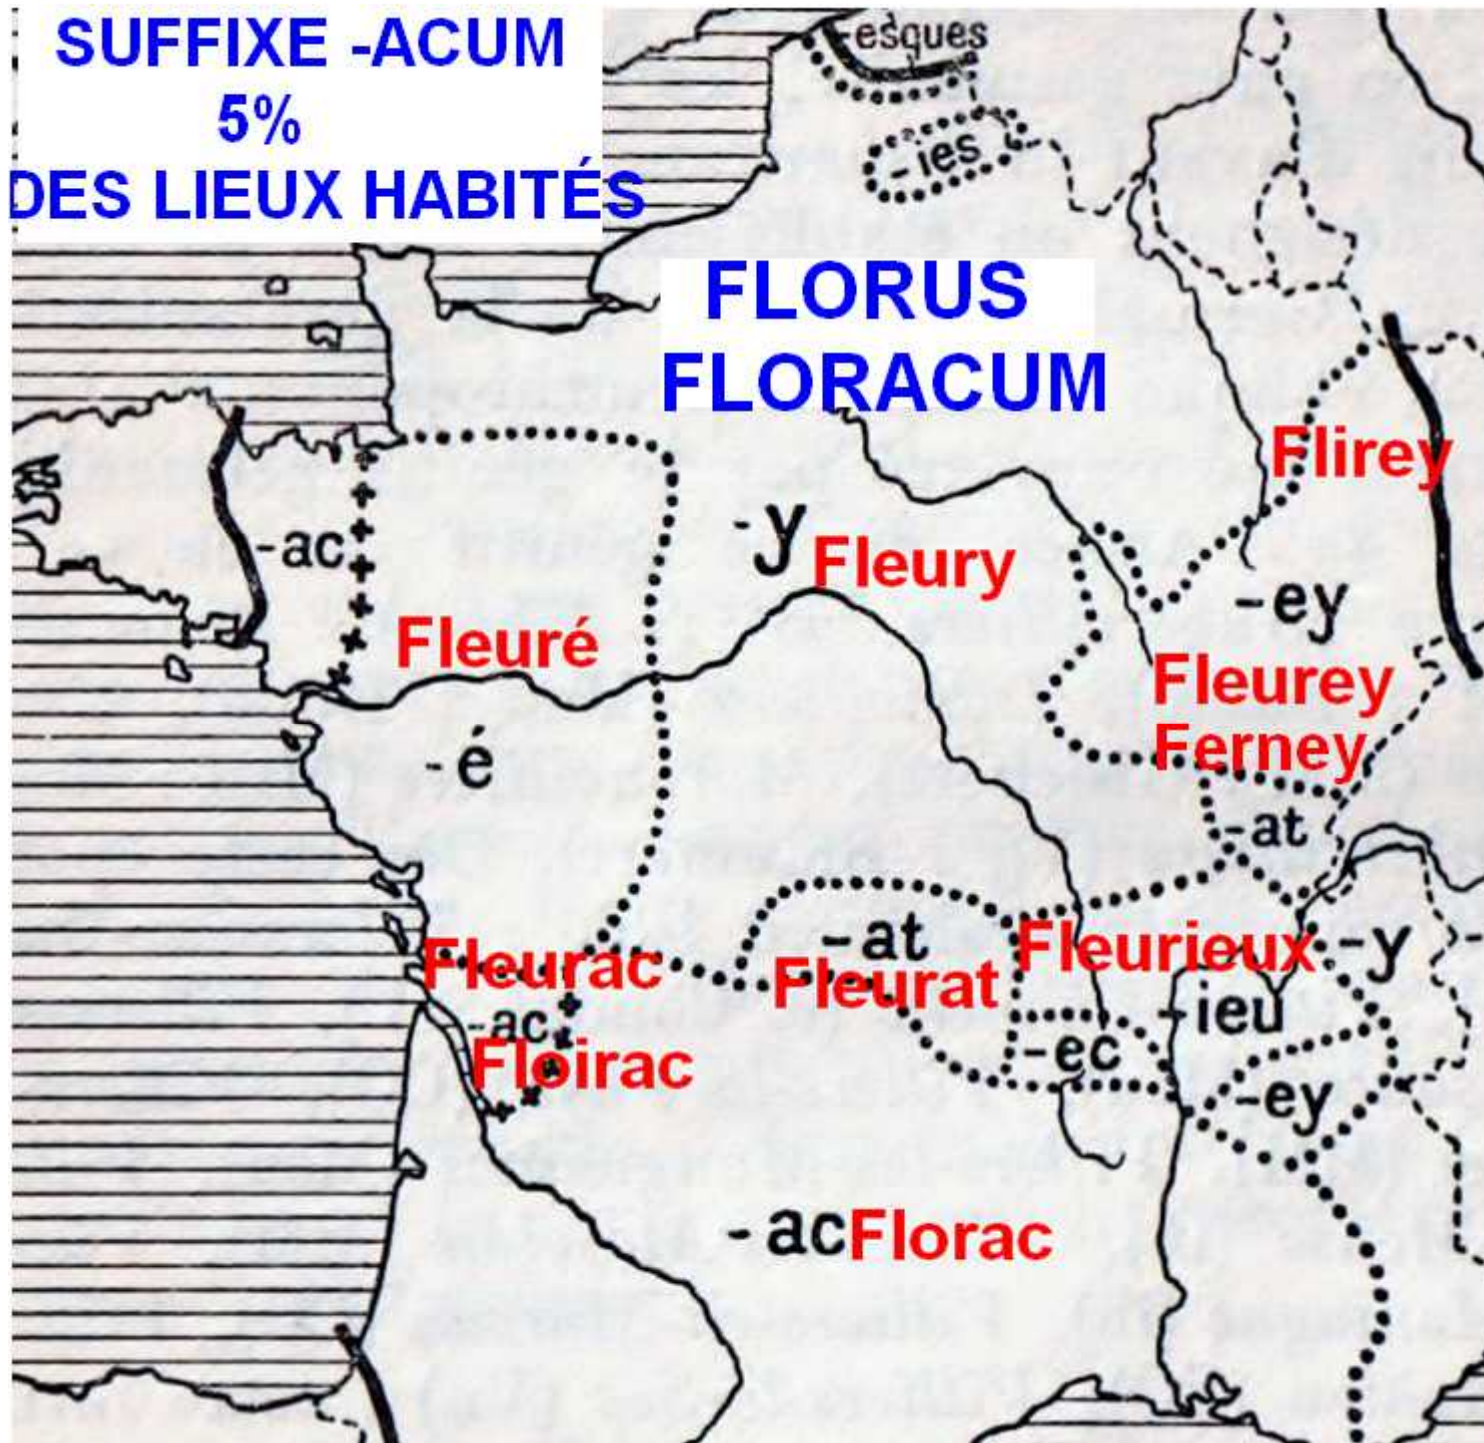 SUFFIXE -ACUM
5%
DES LIEUX HABITÉS
-esques
-ies
FLORUS
FLORACUM
Flirey
-y
Fleury
-ac
-ey
Fleuré
Fleurey
Ferney
-é
-at
-at
Fleurieux
-y
-
Fleurac
Fleurat
-ac
-ieu
Floirac
-ec
-ey
-ac
Florac